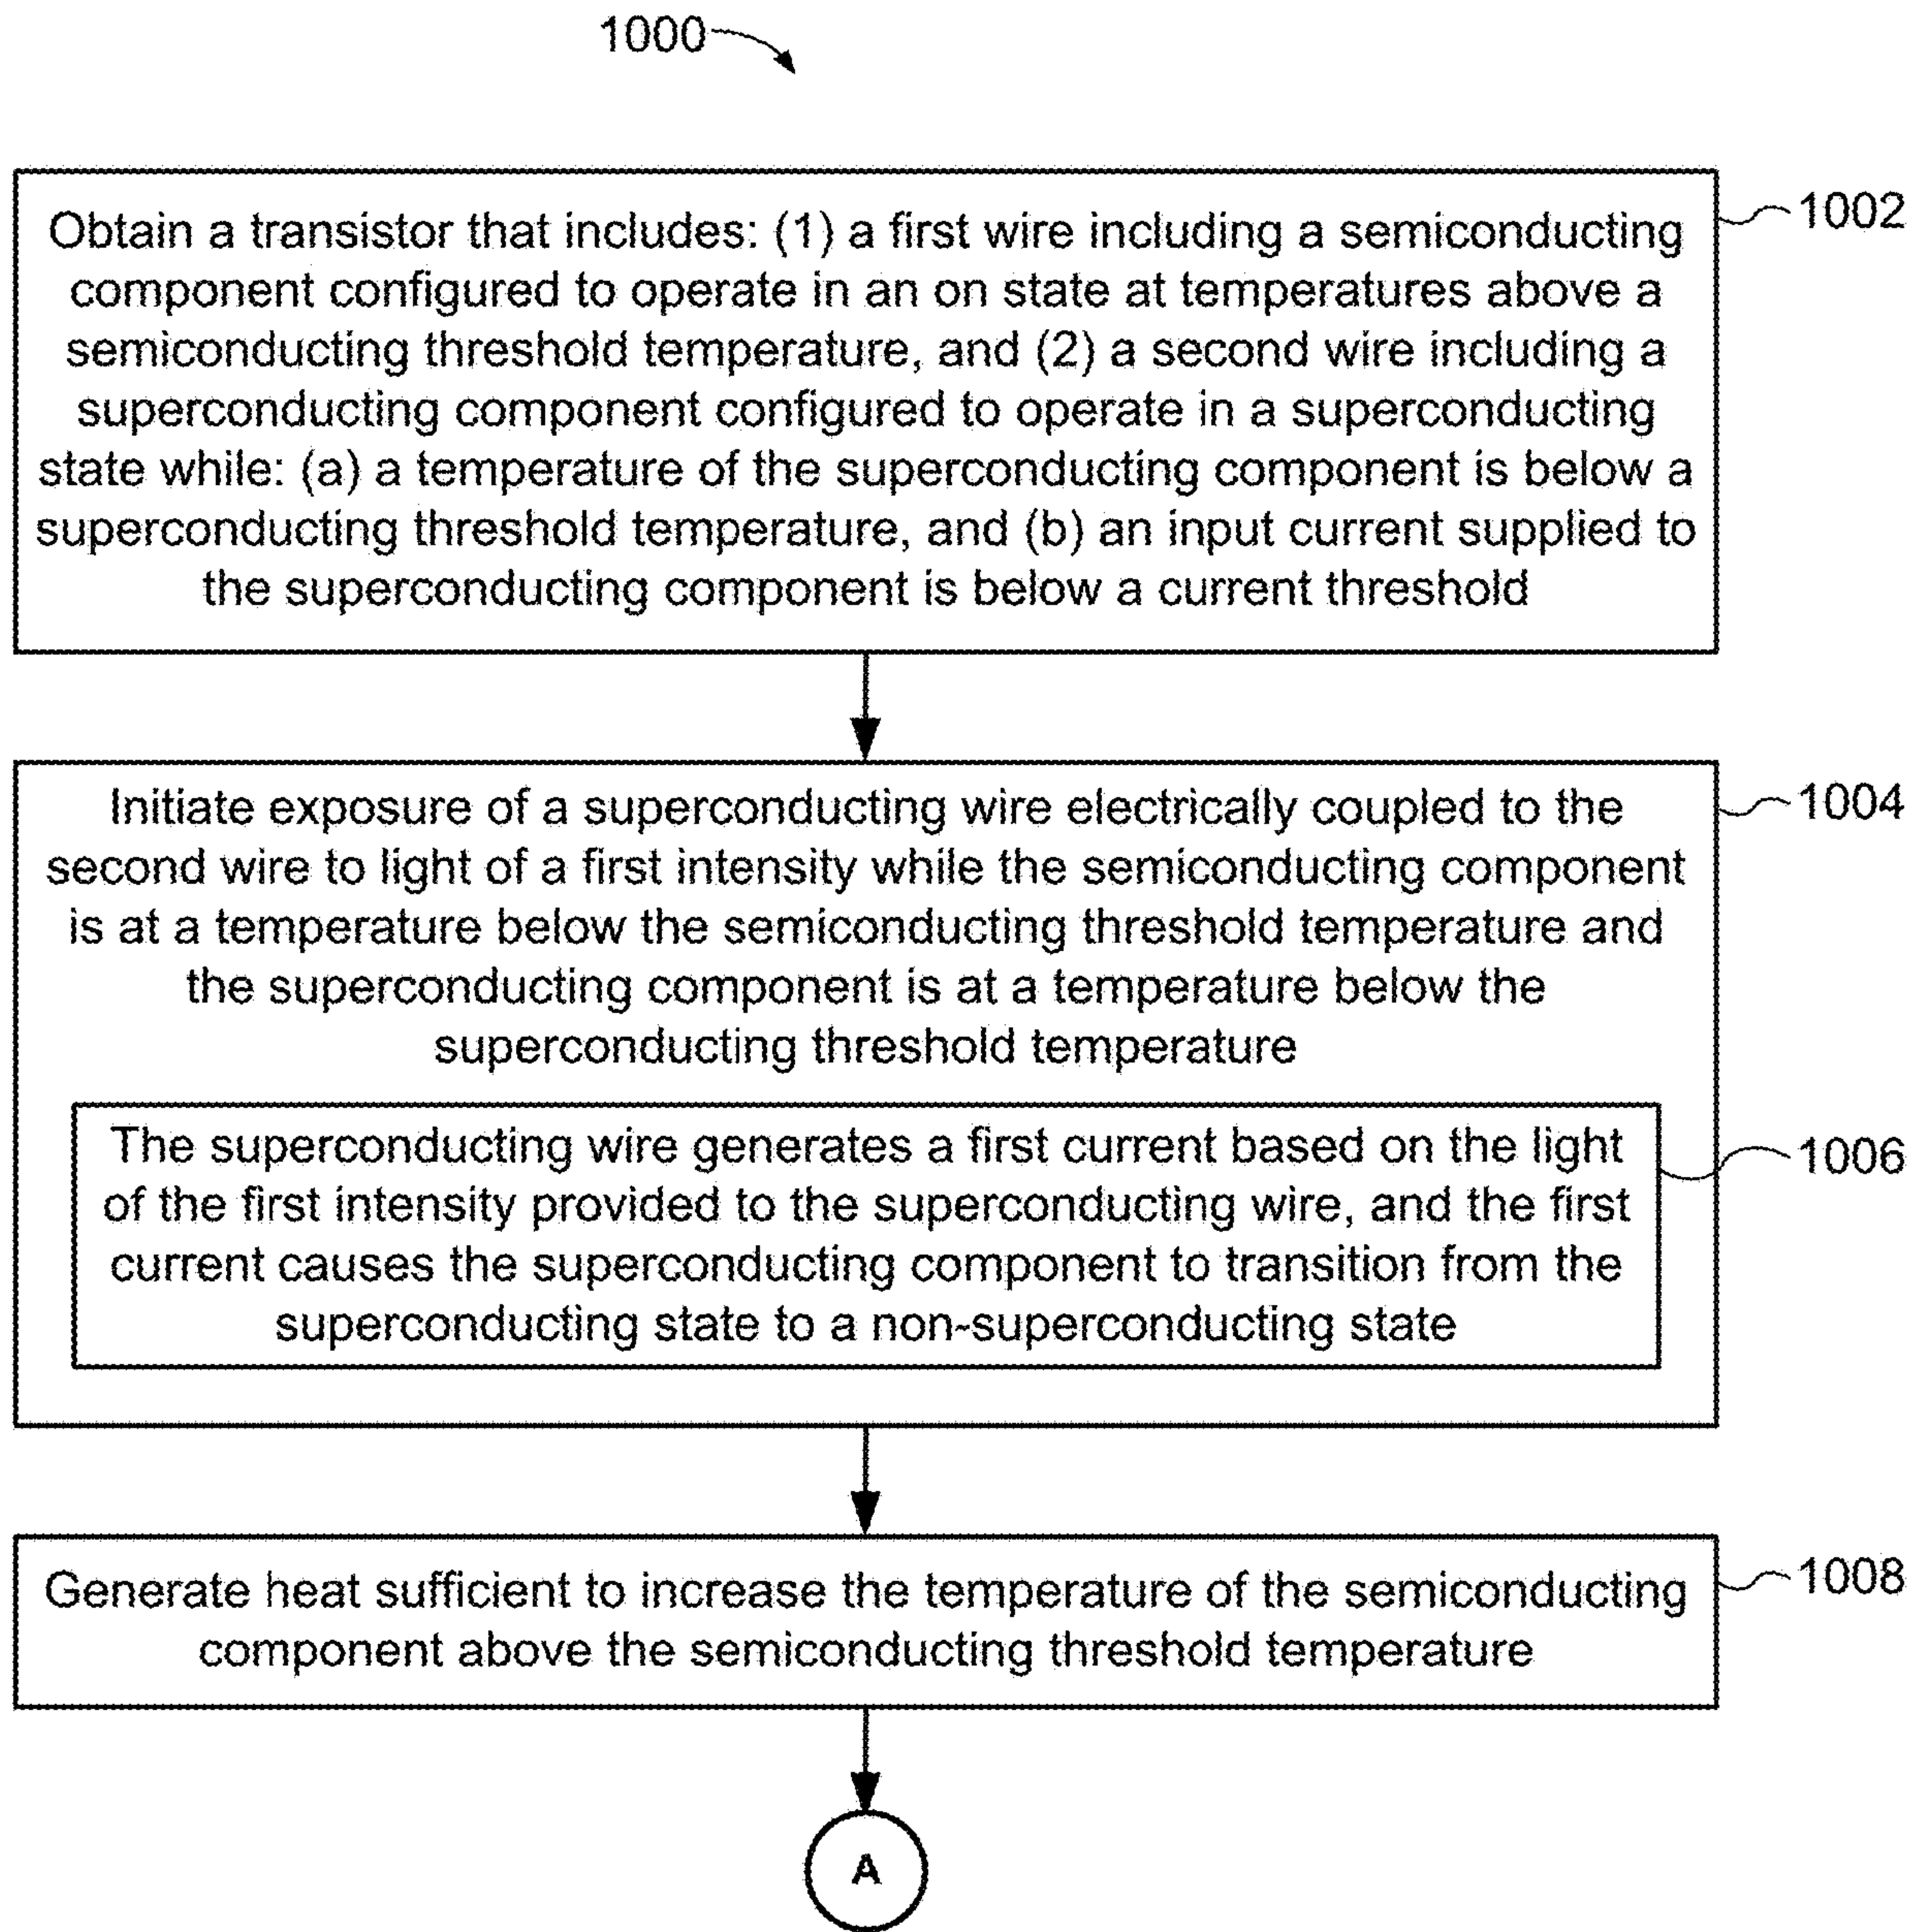 1000
Obtain a transistor that includes: (1) a first wire including a semiconducting
component configured to operate in an on state at temperatures above a
semiconducting threshold temperature, and (2) a second wire including a
superconducting component configured to operate in a superconducting
state while: (a) a temperature of the superconducting component is below a
superconducting threshold temperature, and (b) an input current supplied to
the superconducting component is below a current threshold
1002
Initiate exposure of a superconducting wire electrically coupled to the
second wire to light of a first intensity while the semiconducting component
is at a temperature below the semiconducting threshold temperature and
the superconducting component is at a temperature below the
superconducting threshold temperature
1004
The superconducting wire generates a first current based on the light
of the first intensity provided to the superconducting wire, and the first
current causes the superconducting component to transition from the
superconducting state to a non-superconducting state
1006
Generate heat sufficient to increase the temperature of the semiconducting
component above the semiconducting threshold temperature
1008
A